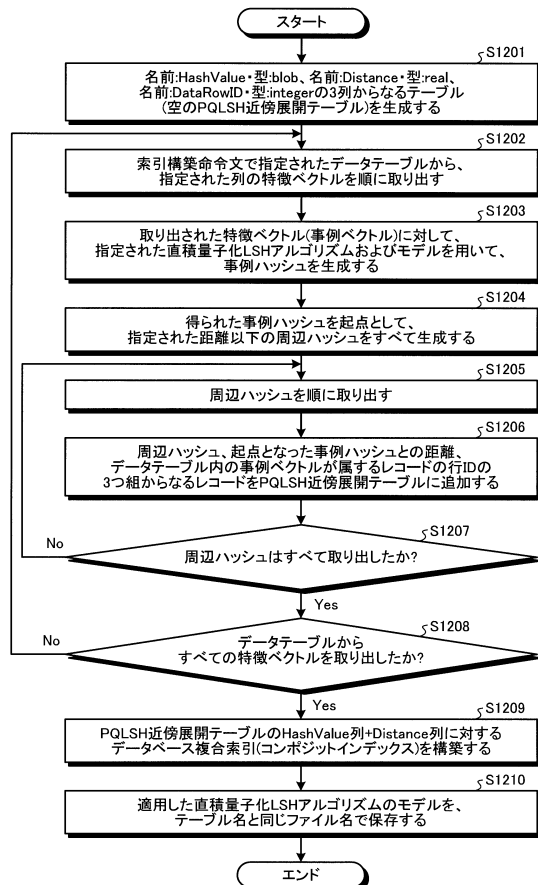 スタート
S1201
名前:HashValue・型:blob、名前:Distance・型:real、
名前:DataRowID・型:integerの3列からなるテーブル
(空のPQLSH近傍展開テーブル)を生成する
S1202
索引構築命令文で指定されたデータテーブルから、
指定された列の特徴ベクトルを順に取り出す
S1203
取り出された特徴ベクトル(事例ベクトル)に対して、
指定された直積量子化LSHアルゴリズムおよびモデルを用いて、
事例ハッシュを生成する
S1204
得られた事例ハッシュを起点として、
指定された距離以下の周辺ハッシュをすべて生成する
S1205
周辺ハッシュを順に取り出す
S1206
周辺ハッシュ、起点となった事例ハッシュとの距離、
データテーブル内の事例ベクトルが属するレコードの行IDの
3つ組からなるレコードをPQLSH近傍展開テーブルに追加する
S1207
No
周辺ハッシュはすべて取り出したか?
Yes
S1208
No
データテーブルから
すべての特徴ベクトルを取り出したか?
Yes
S1209
PQLSH近傍展開テーブルのHashValue列+Distance列に対する
データベース複合索引(コンポジットインデックス)を構築する
S1210
適用した直積量子化LSHアルゴリズムのモデルを、
テーブル名と同じファイル名で保存する
エンド